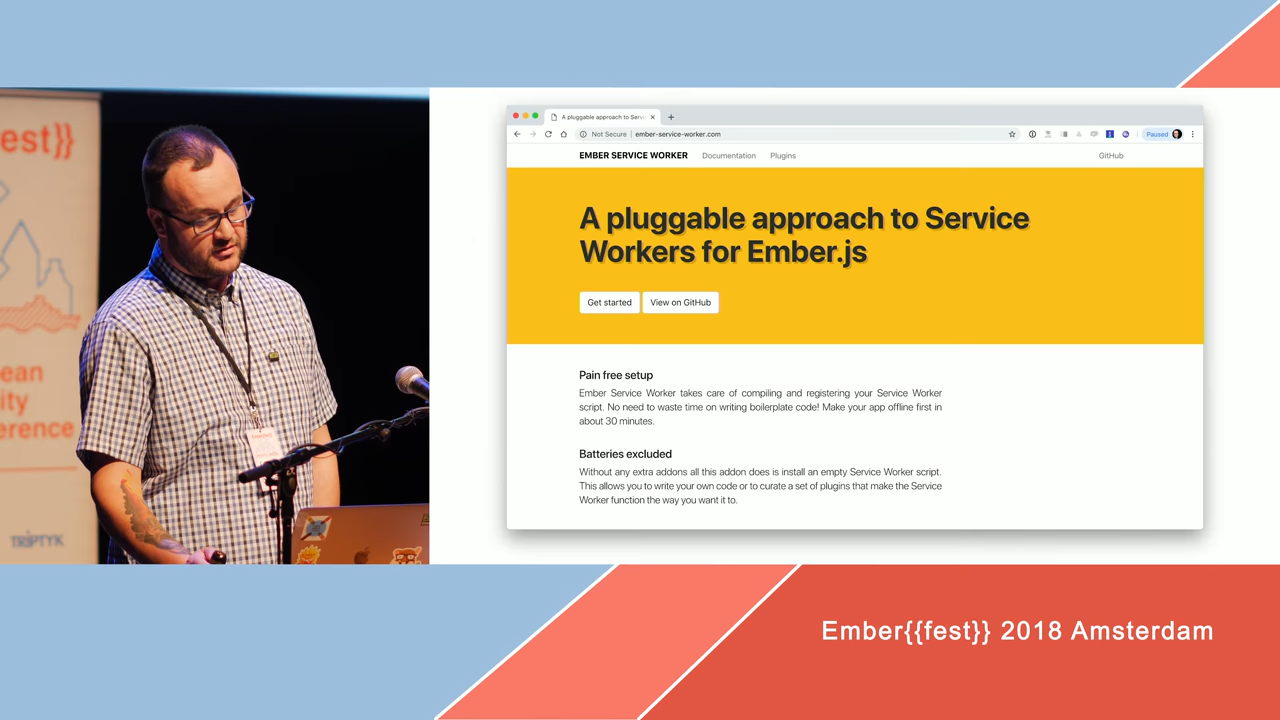 fest}}
ean
ity
erence
TRIPTYK
A pluggable approach to Serv
Not Secure | ember-service-worker.com
Paused
EMBER SERVICE WORKER Documentation Plugins GitHub
A pluggable approach to Service
Workers for Ember.js
Get started View on GitHub
Pain free setup
Ember Service Worker takes care of compiling and registering your Service Worker
script. No need to waste time on writing boilerplate code! Make your app offline first in
about 30 minutes.
Batteries excluded
Without any extra addons all this addon does is install an empty Service Worker script.
This allows you to write your own code or to curate a set of plugins that make the Service
Worker function the way you want it to.
Ember{{fest}} 2018 Amsterdam